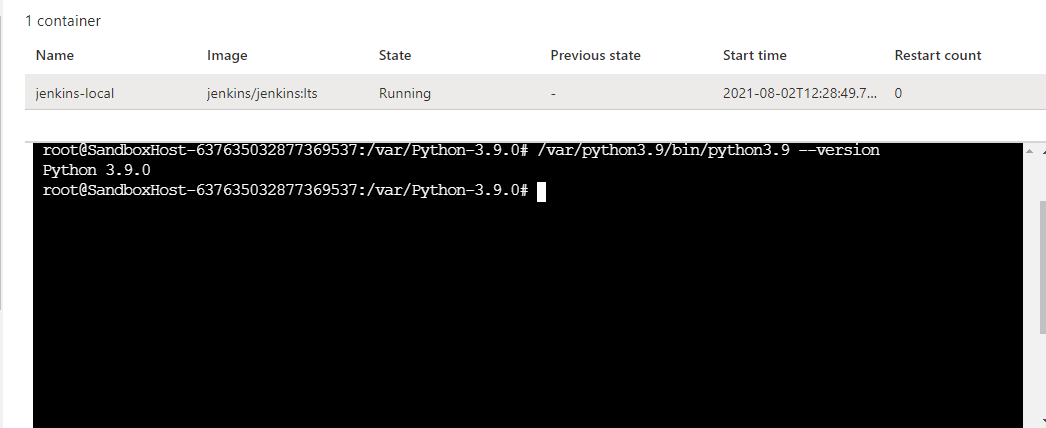 1 container
Name Image State Previous state Start time Restart count
jenkins-local jenkins/jenkins:lts Running - 2021-08-02T12:28:49.7... 0
root@SandboxHost-637635032877369537:/var/Python-3.9.0# /var/python3.9/bin/python3.9 --version
Python 3.9.0
root@SandboxHost-637635032877369537:/var/Python-3.9.0#